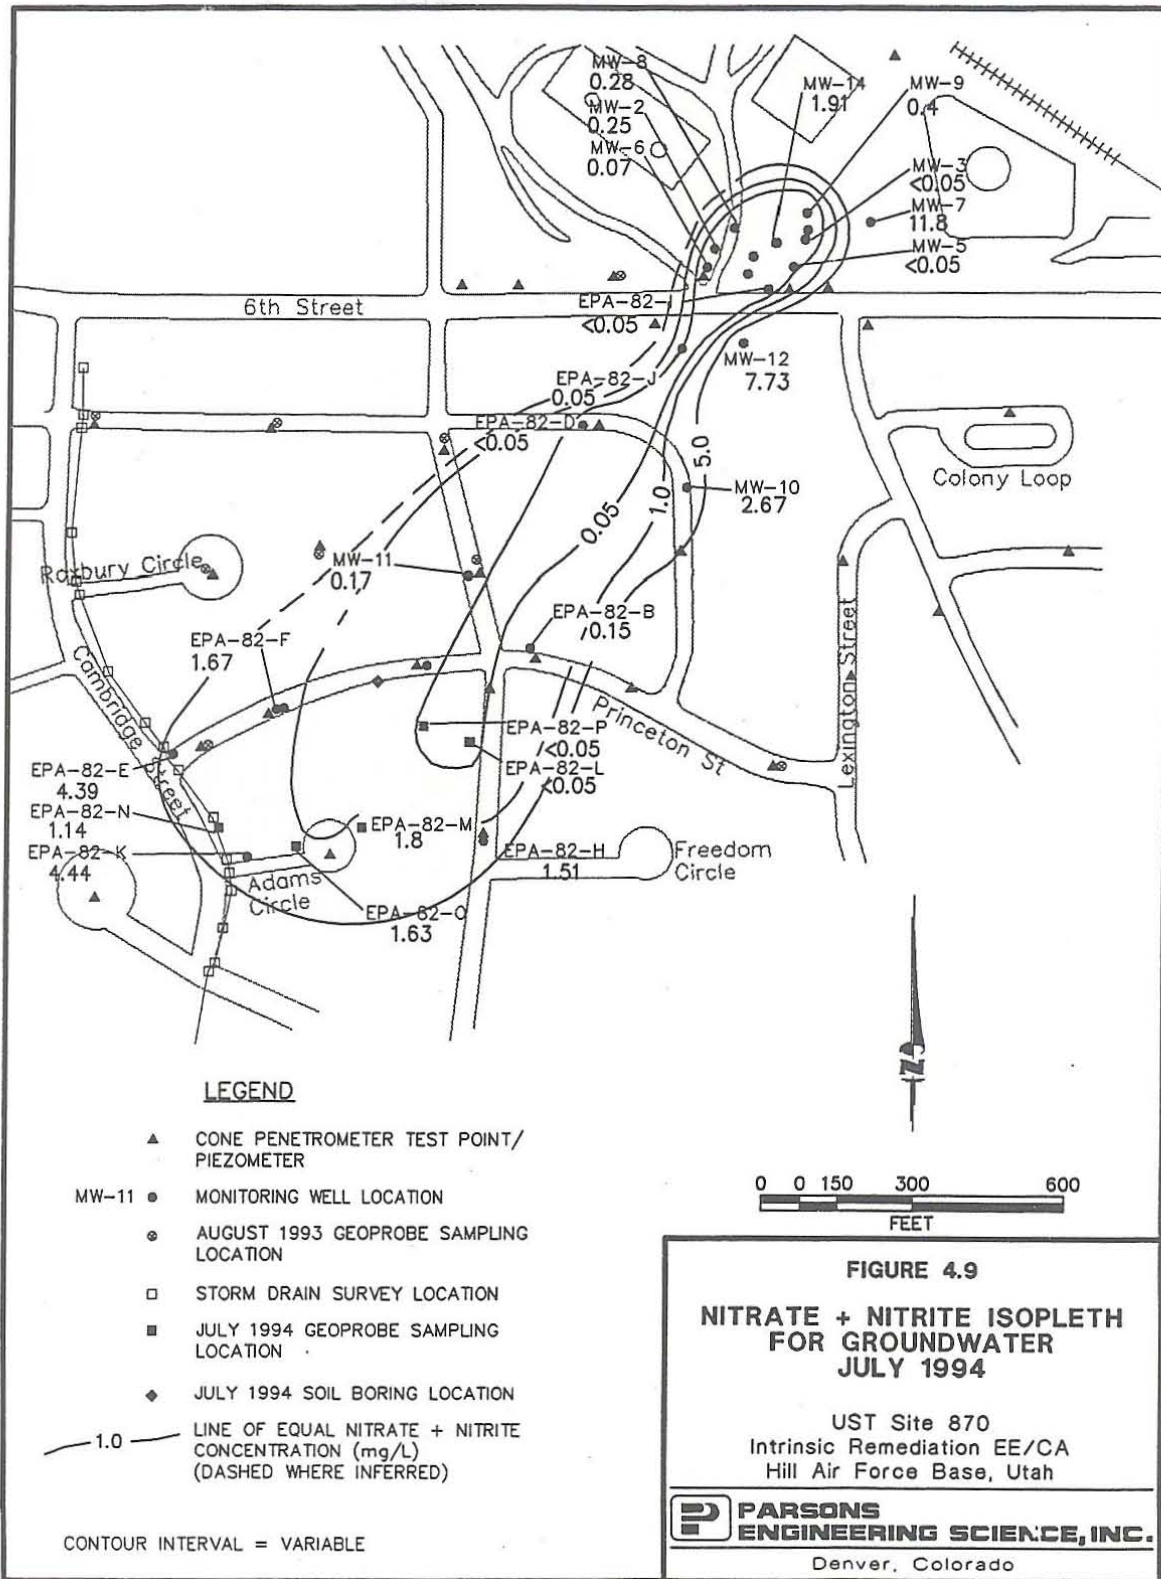 MW-8
0.28
MW-2
0.25
MW-6
0.07
MW-14
1.91
MW-9
0.4
MW-3
<0.05
MW-7
11.8
MW-5
<0.05
6th Street
EPA-82-I
<0.05
MW-12
7.73
EPA-82-J
0.05
EPA-82-D
<0.05
5.0
1.0
0.05
MW-10
2.67
Colony Loop
MW-11
0.17
Roxbury Circle
EPA-82-B
0.15
EPA-82-F
1.67
Cambridge Street
Lexington Street
Princeton St
EPA-82-P
<0.05
EPA-82-L
<0.05
EPA-82-E
4.39
EPA-82-N
1.14
EPA-82-K
4.44
EPA-82-M
1.8
EPA-82-H
1.51
Freedom
Circle
Adams
Circle
EPA-82-O
1.63
N
LEGEND
CONE PENETROMETER TEST POINT/
PIEZOMETER
MW-11 MONITORING WELL LOCATION
AUGUST 1993 GEOPROBE SAMPLING
LOCATION
STORM DRAIN SURVEY LOCATION
JULY 1994 GEOPROBE SAMPLING
LOCATION
JULY 1994 SOIL BORING LOCATION
1.0 LINE OF EQUAL NITRATE + NITRITE
CONCENTRATION (mg/L)
(DASHED WHERE INFERRED)
CONTOUR INTERVAL = VARIABLE
0 0 150 300 600
FEET
FIGURE 4.9
NITRATE + NITRITE ISOPLETH
FOR GROUNDWATER
JULY 1994
UST Site 870
Intrinsic Remediation EE/CA
Hill Air Force Base, Utah
PARSONS
ENGINEERING SCIENCE, INC.
Denver, Colorado